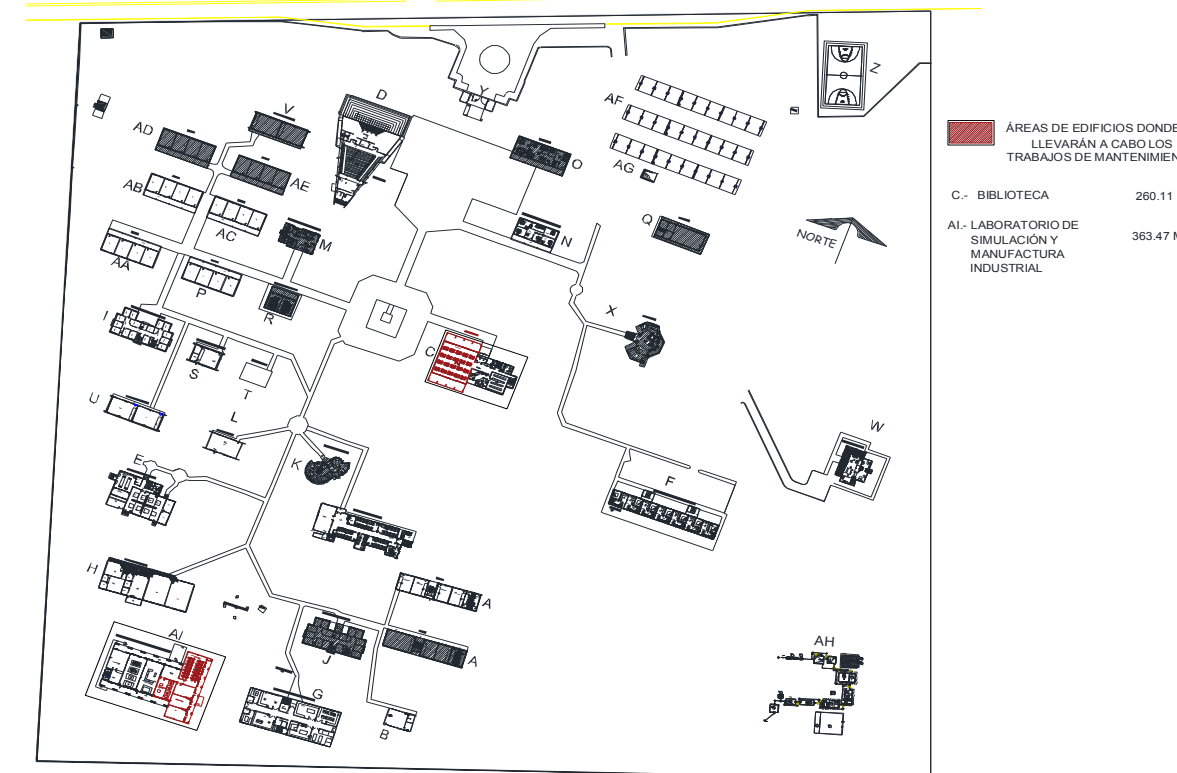 Z
Y
D
V
AF
AD
O
AE
AG
AB
Q
AC
N
M
NORTE
AA
P
R
X
I
C
S
T
U
L
W
E
K
F
H
A
AI
J
A
AH
G
B
ÁREAS DE EDIFICIOS DONDE
LLEVARÁN A CABO LOS
TRABAJOS DE MANTENIMIEN
C.- BIBLIOTECA 260.11
AI.- LABORATORIO DE
SIMULACIÓN Y 363.47 M
MANUFACTURA
INDUSTRIAL